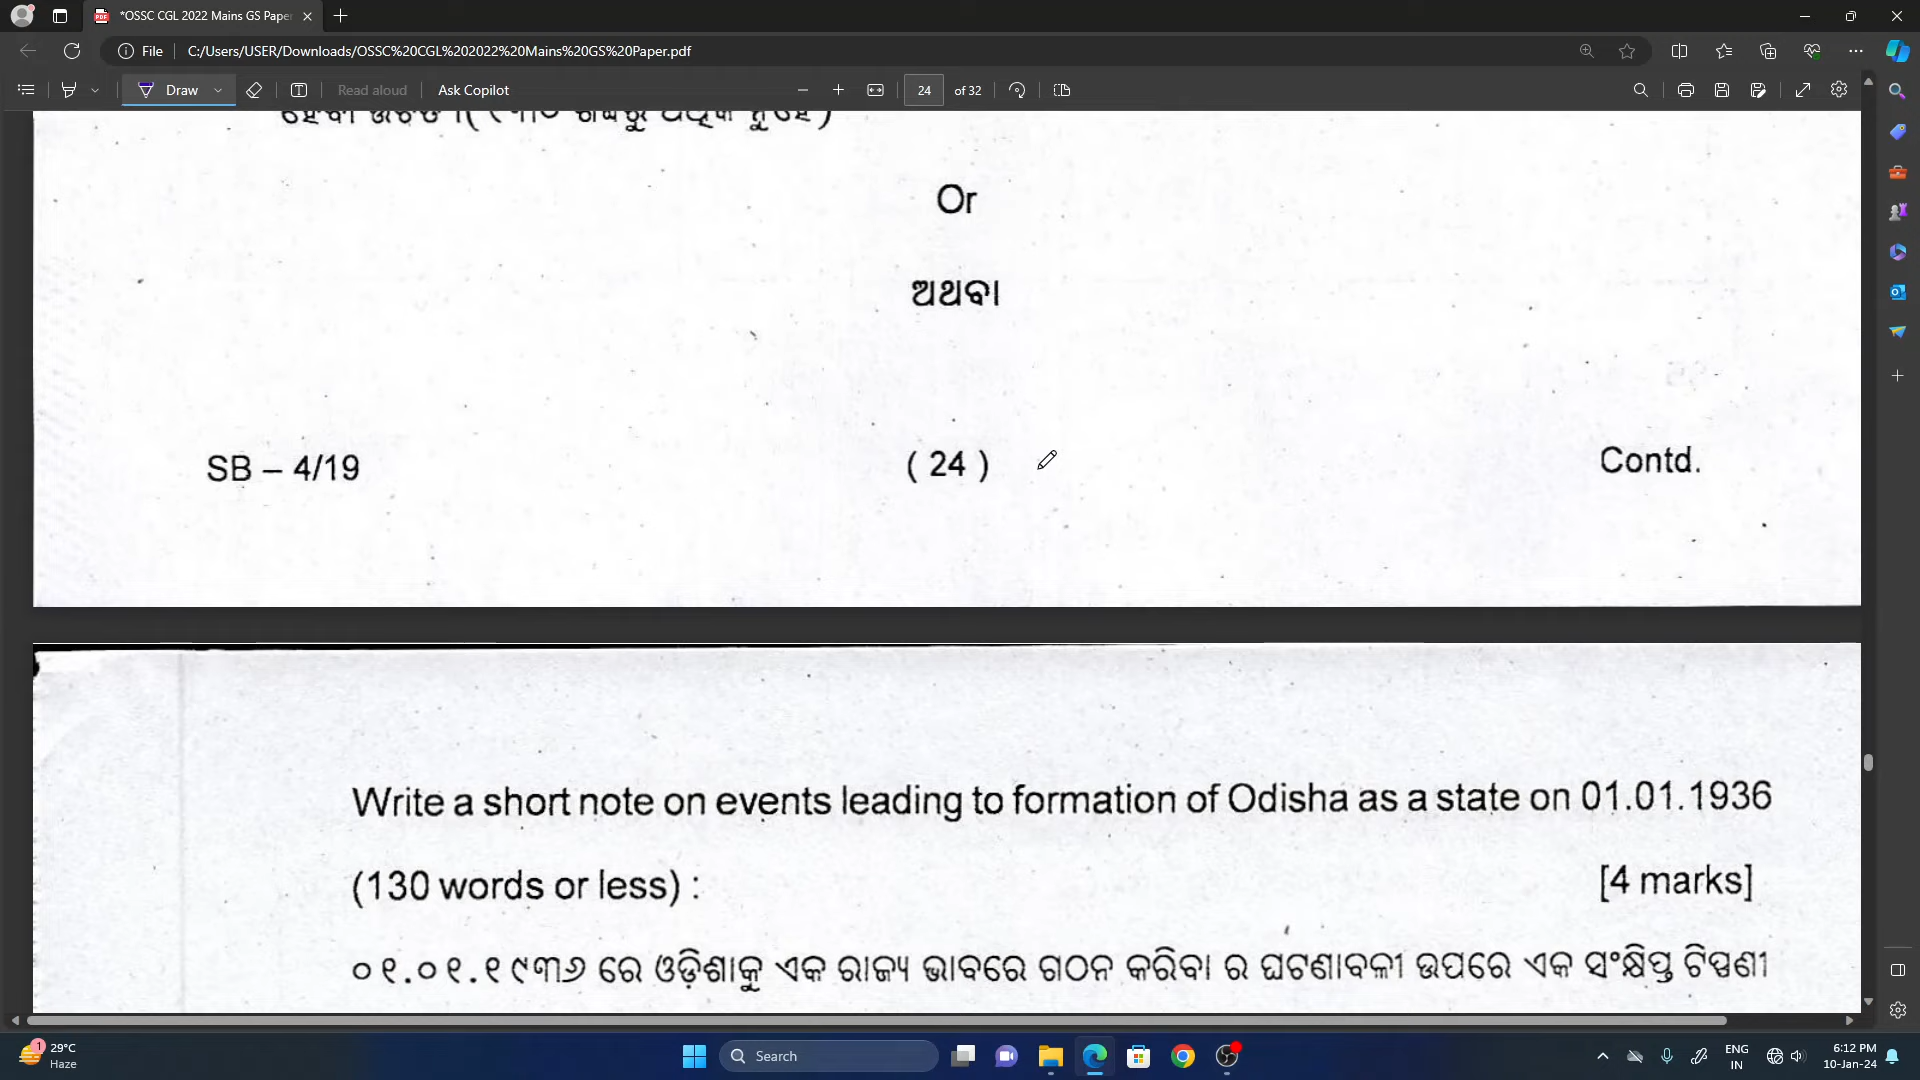 *OSSC CGL 2022 Mains GS Pape
File
C:/Users/USER/Downloads/OSSC%20CGL%202022%20Mains%20GS%20Paper.pdf
Draw
Read aloud
Ask Copilot
24
of 32
Or
ଅଥବା
SB – 4/19
( 24 )
Contd.
Write a short note on events leading to formation of Odisha as a state on 01.01.1936
(130 words or less) :
[4 marks]
୦୧.୦୧.୧୯୩୬ ରେ ଓଡ଼ିଶାକୁ ଏକ ରାଜ୍ୟ ଭାବରେ ଗଠନ କରିବା ର ଘଟଣାବଳୀ ଉପରେ ଏକ ସଂକ୍ଷିପ୍ତ ଟିପ୍ପଣୀ
1
29°C
Haze
Search
ENG
IN
6:12 PM
10-Jan-24